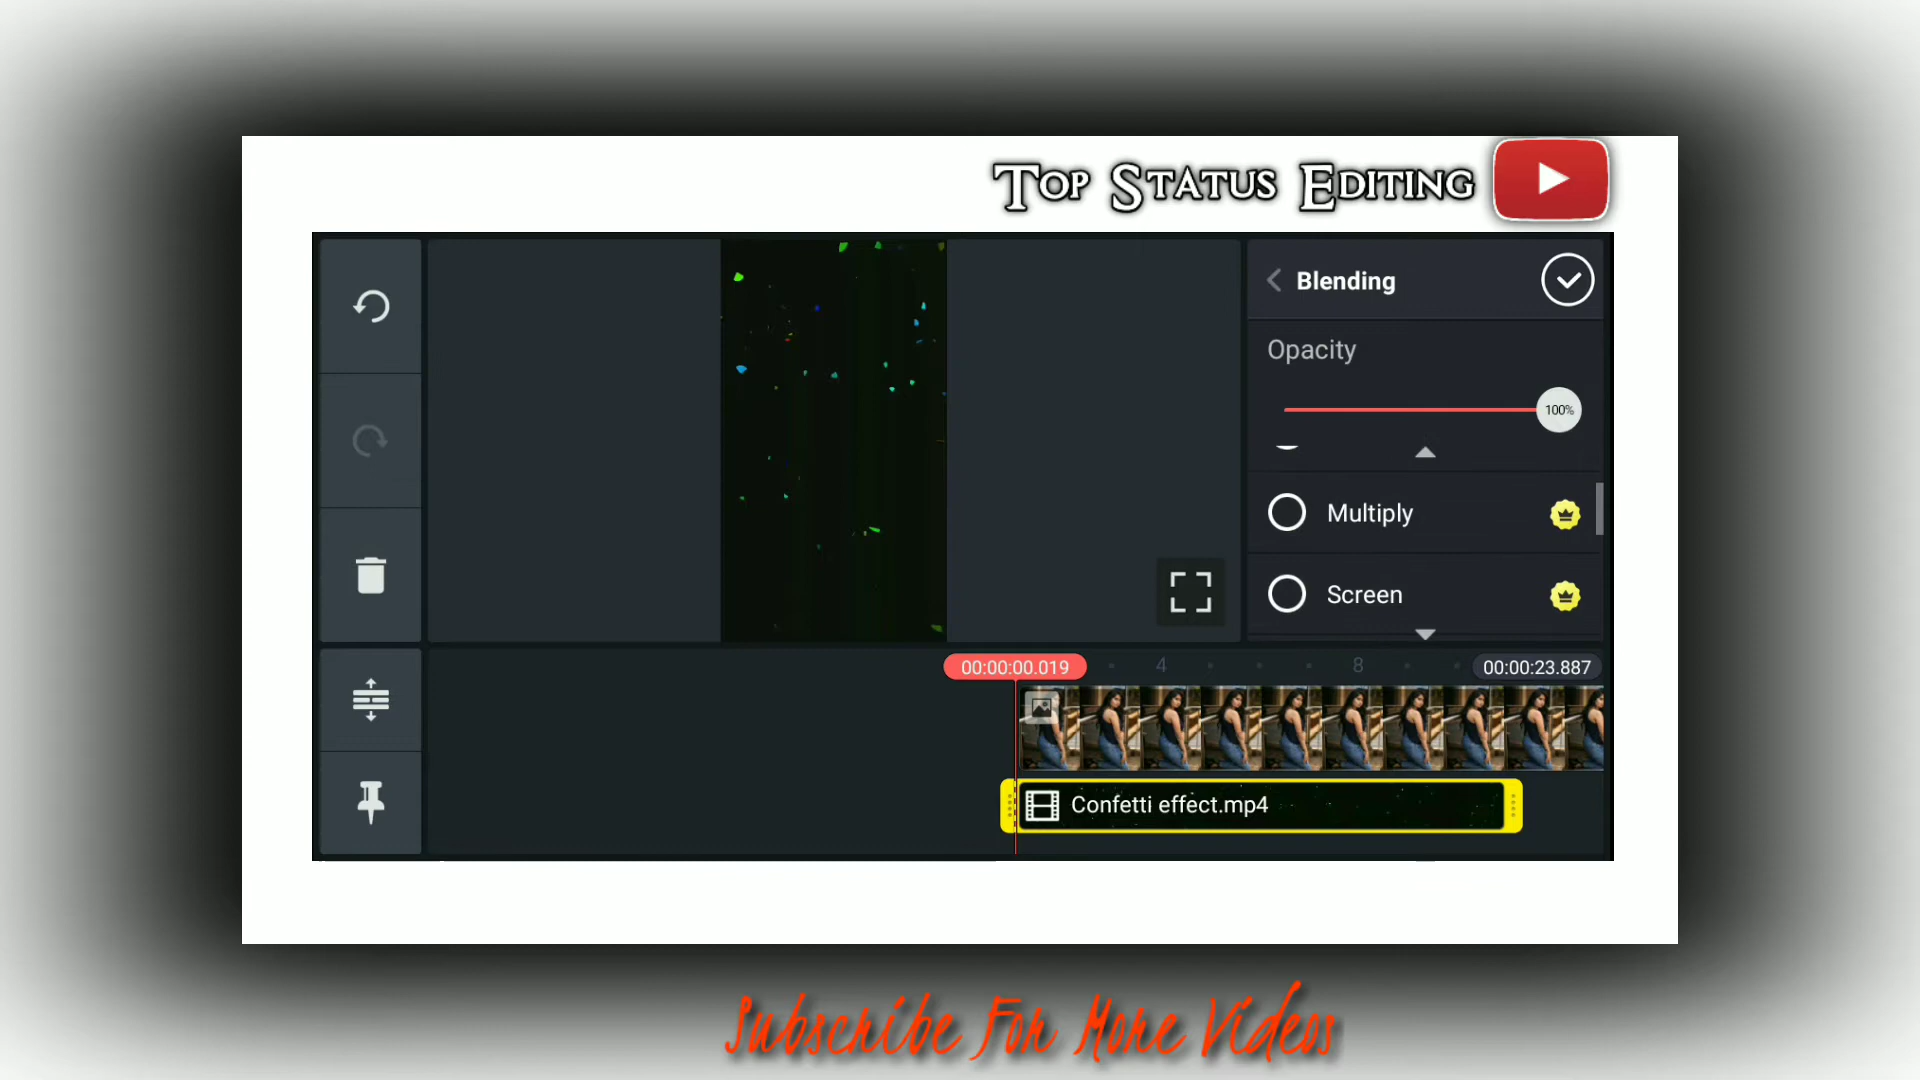 Top Status Editing
Blending
Opacity
100%
Multiply
Screen
00:00:00.019
4
8
00:00:23.887
Confetti effect.mp4
Subscribe For More Videos